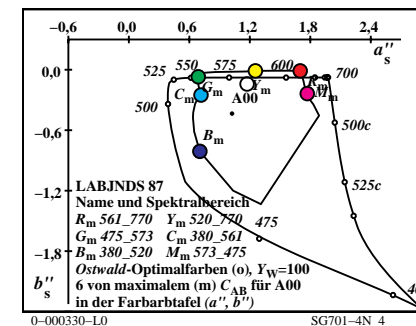 −0,6 0,0 0,6 1,2 1,8 2,4
a''s
0,0
−0,6
−1,2
−1,8
b''s
525 550 575 600 700
500
Gm Ym Rm
Cm A00 Mm
Bm
500c
525c
475
LABJNDS 87
Name und Spektralbereich
Rm 561_770 Ym 520_770
Gm 475_573 Cm 380_561
Bm 380_520 Mm 573_475
Ostwald-Optimalfarben (o), YW=100
6 von maximalem (m) CAB für A00
in der Farbarbtafel (a'', b'')
0−000330−L0 SG701−4N 4